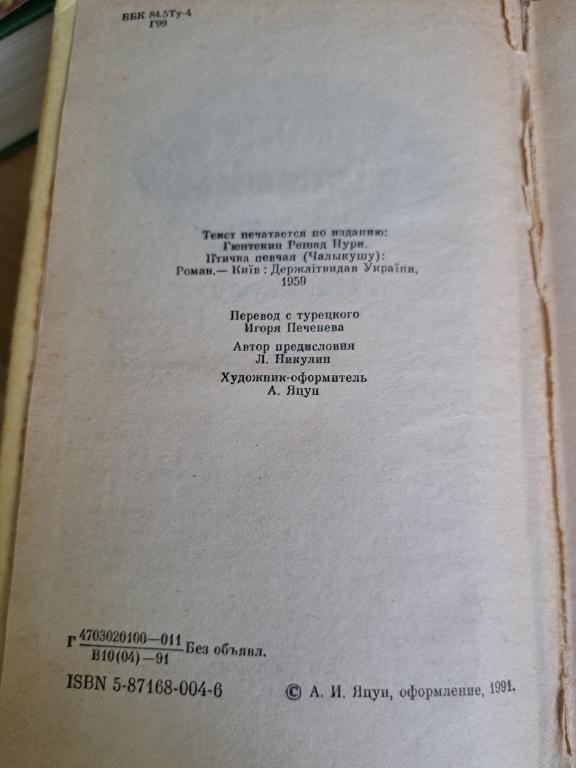 ББК 84.5Ту-4
Г99
Текст печатается по изданию:
Гюнтекин Решад Нури.
Птичка певчая (Чалыкушу):
Роман.— Київ : Держлітвидав України,
1959
Перевод с турецкого
Игоря Печенева
Автор предисловия
Л. Никулин
Художник-оформитель
А. Яцун
Г 4703020100—011 Без объявл.
В10(04)—91
ISBN 5-87168-004-6
© А. И. Яцун, оформление, 1991.